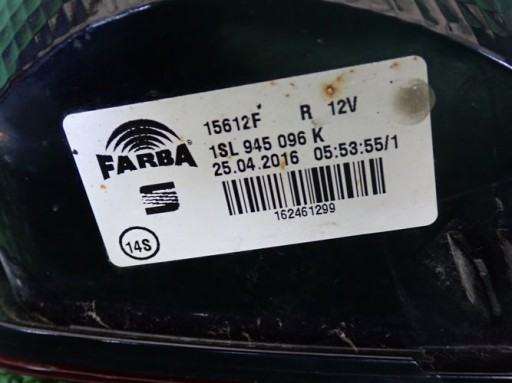 15612F R 12V
FARBA®
1SL 945 096 K
25.04.2016 05:53:55/1
162461299
14S